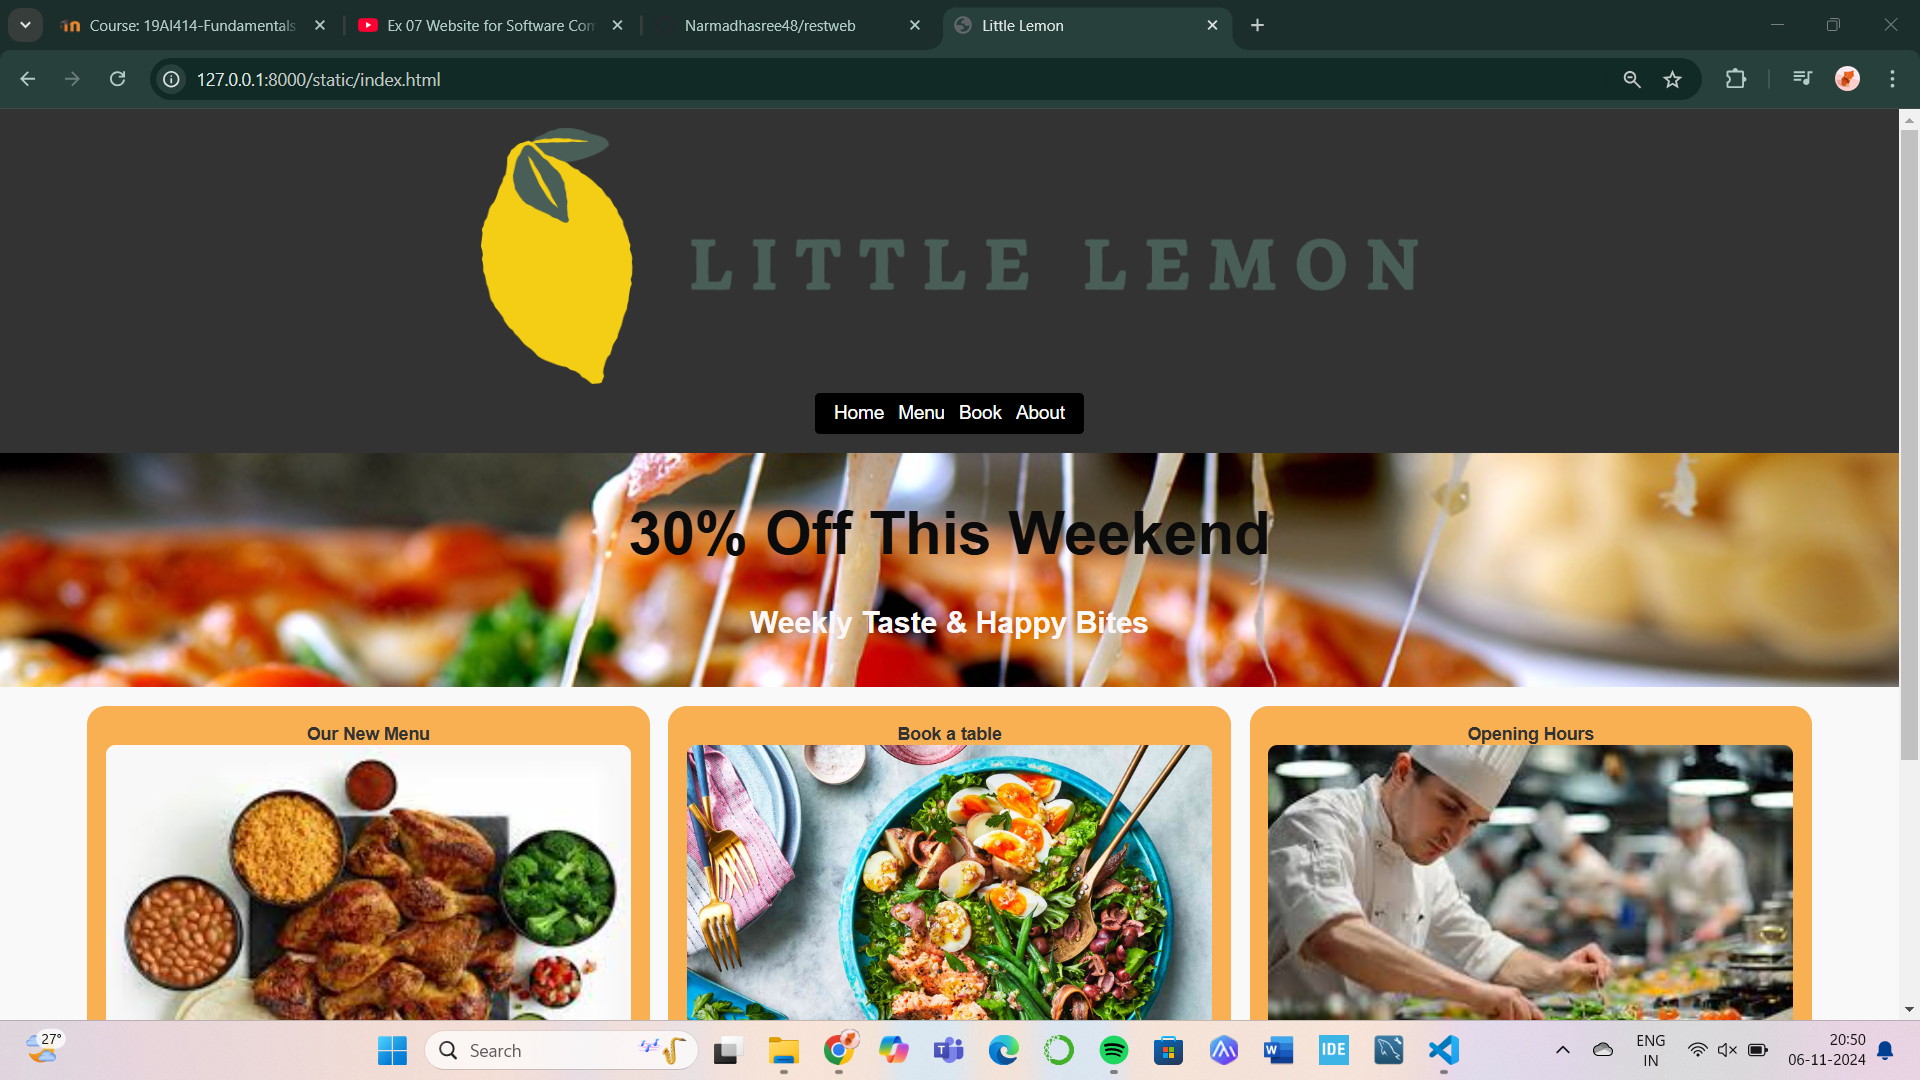 Course: 19AI414-Fundamentals
Ex 07 Website for Software Com
Narmadhasree48/restweb
Little Lemon
127.0.0.1:8000/static/index.html
LITTLE LEMON
Home Menu Book About
30% Off This Weekend
Weekly Taste & Happy Bites
Our New Menu
Book a table
Opening Hours
27°
Search
IDE
ENG
IN
20:50
06-11-2024